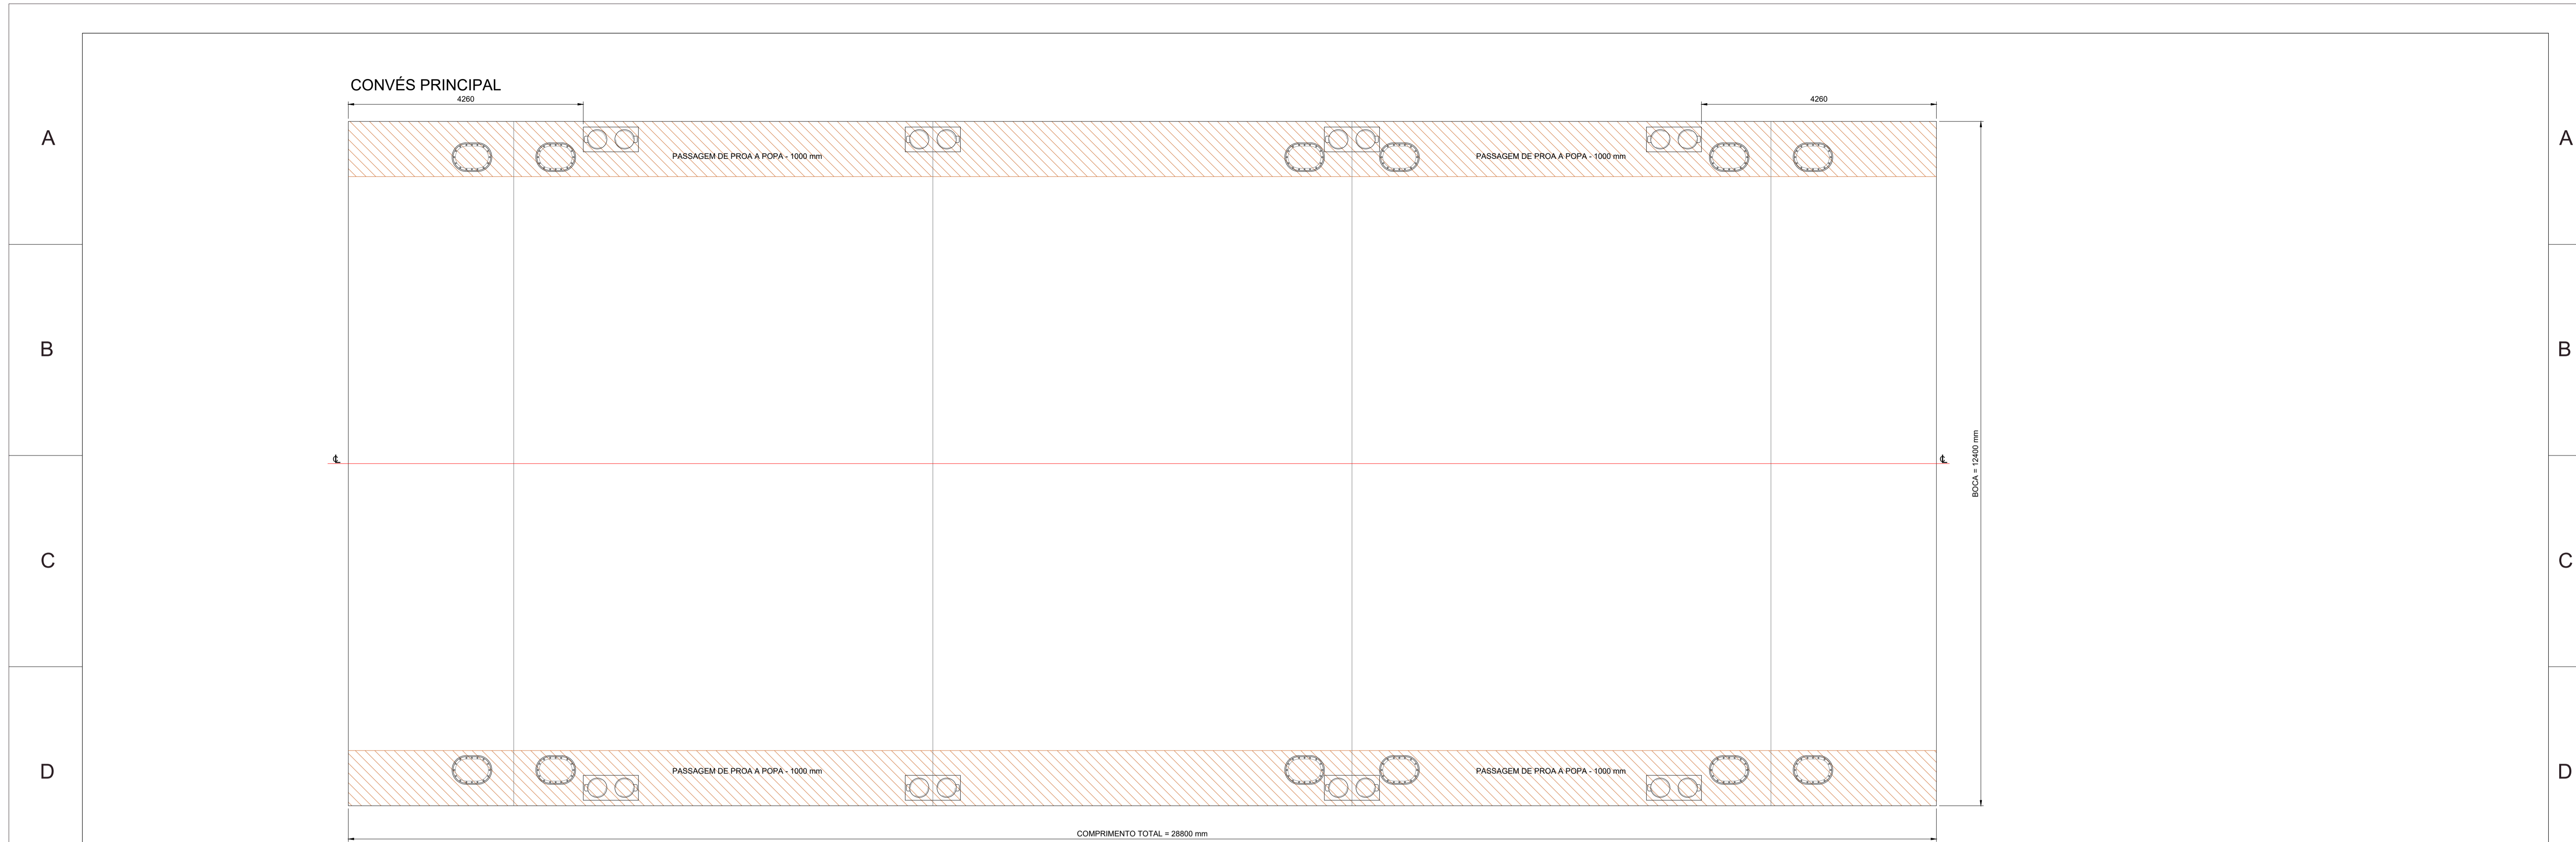 CONVÉS PRINCIPAL
4260
4260
A
A
PASSAGEM DE PROA A POPA - 1000 mm
PASSAGEM DE PROA A POPA - 1000 mm
B
B
℄
℄
BOCA = 12400 mm
C
C
D
PASSAGEM DE PROA A POPA - 1000 mm
PASSAGEM DE PROA A POPA - 1000 mm
D
COMPRIMENTO TOTAL = 28800 mm